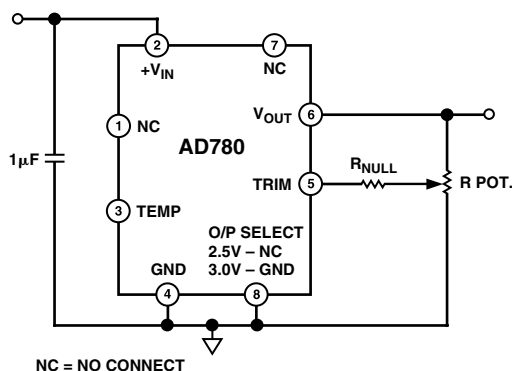 2
7
+VIN
NC
6
VOUT
1
NC
AD780
1µF
RNULL
TRIM
5
R POT.
3
TEMP
O/P SELECT
2.5V – NC
3.0V – GND
GND
4
8
NC = NO CONNECT